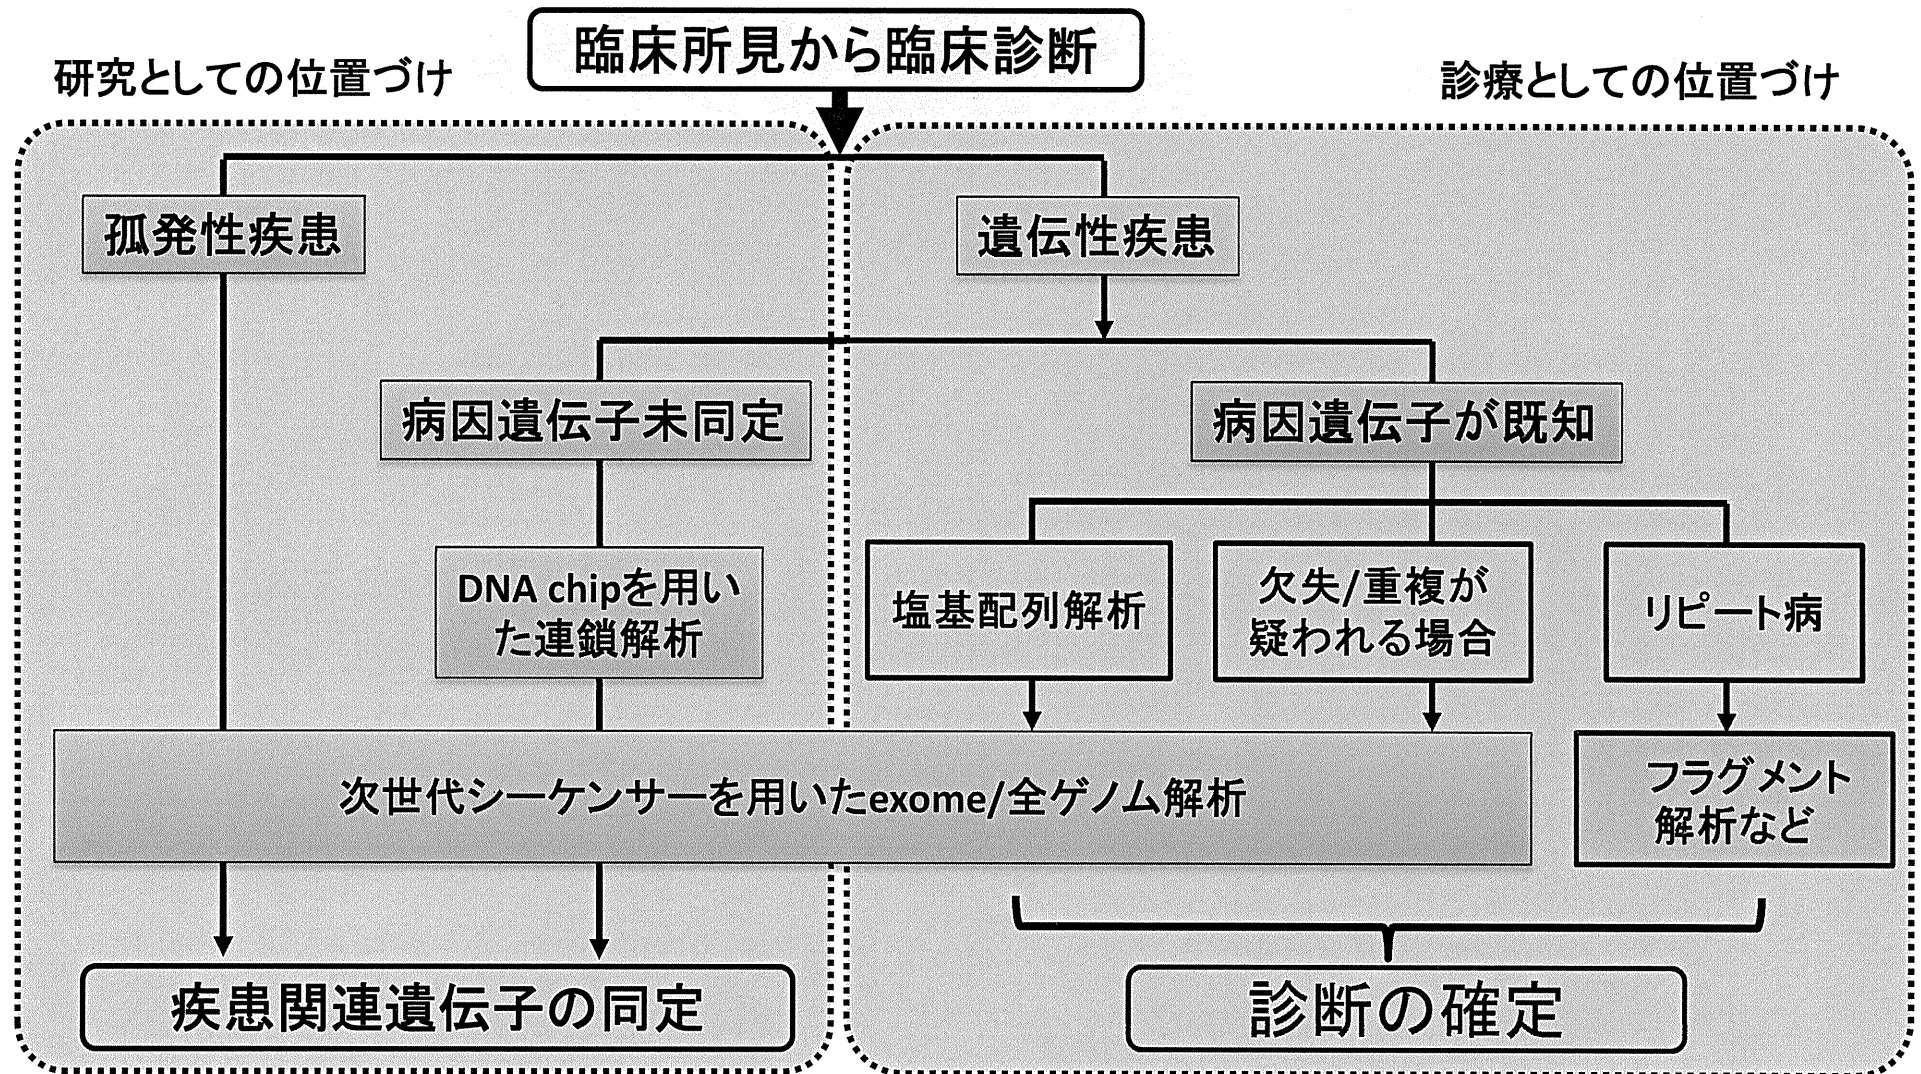 臨床所見から臨床診断
研究としての位置づけ
診療としての位置づけ
孤発性疾患
遺伝性疾患
病因遺伝子未同定
病因遺伝子が既知
DNA chipを用い
た連鎖解析
塩基配列解析
欠失/重複が
疑われる場合
リピート病
次世代シーケンサーを用いたexome/全ゲノム解析
フラグメント
解析など
疾患関連遺伝子の同定
診断の確定